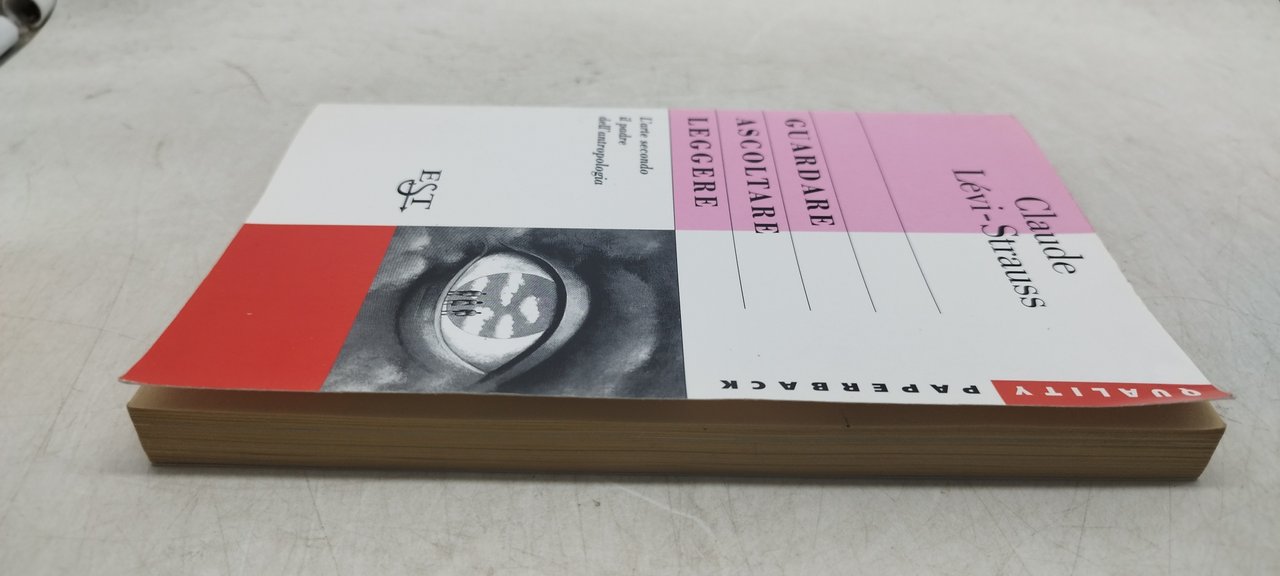 Claude
Lévi-Strauss
GUARDARE
ASCOLTARE
LEGGERE
L'arte secondo
il padre
dell'antropologia
EST
QUALITY PAPERBACK